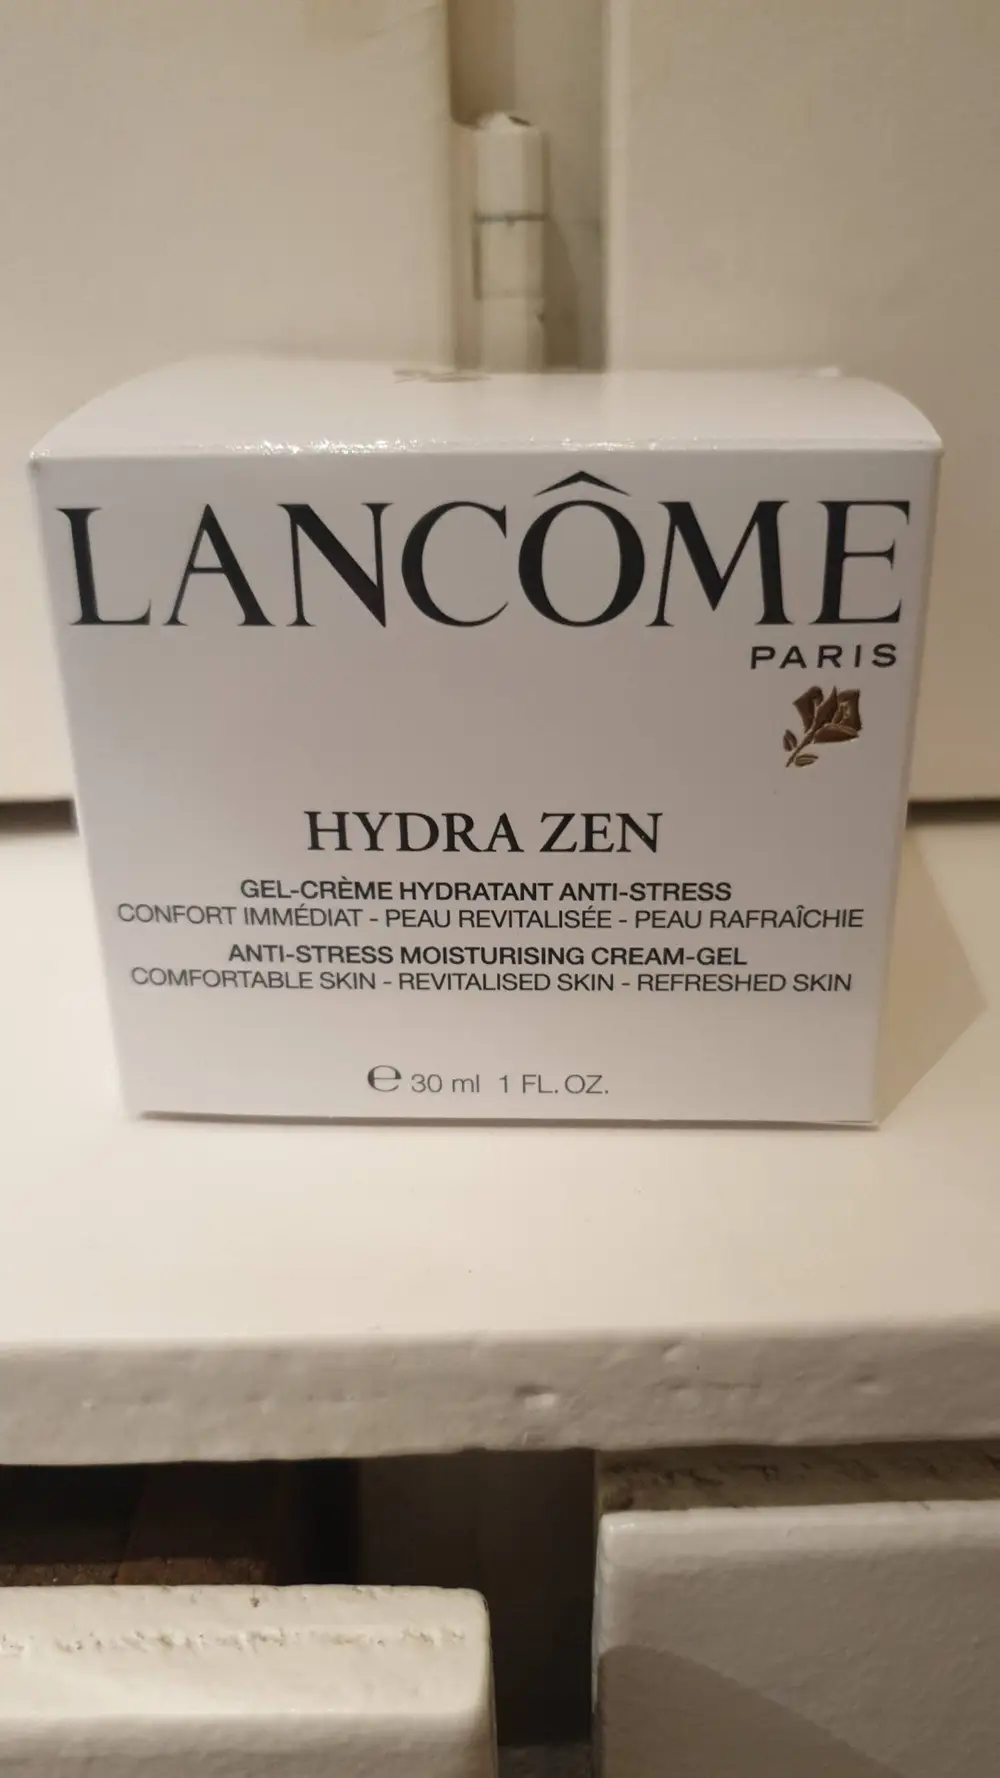 LANCÔME
PARIS
HYDRA ZEN
GEL-CRÈME HYDRATANT ANTI-STRESS
CONFORT IMMÉDIAT - PEAU REVITALISÉE - PEAU RAFRAÎCHIE
ANTI-STRESS MOISTURISING CREAM-GEL
COMFORTABLE SKIN - REVITALISED SKIN - REFRESHED SKIN
℮ 30 ml 1 FL. OZ.